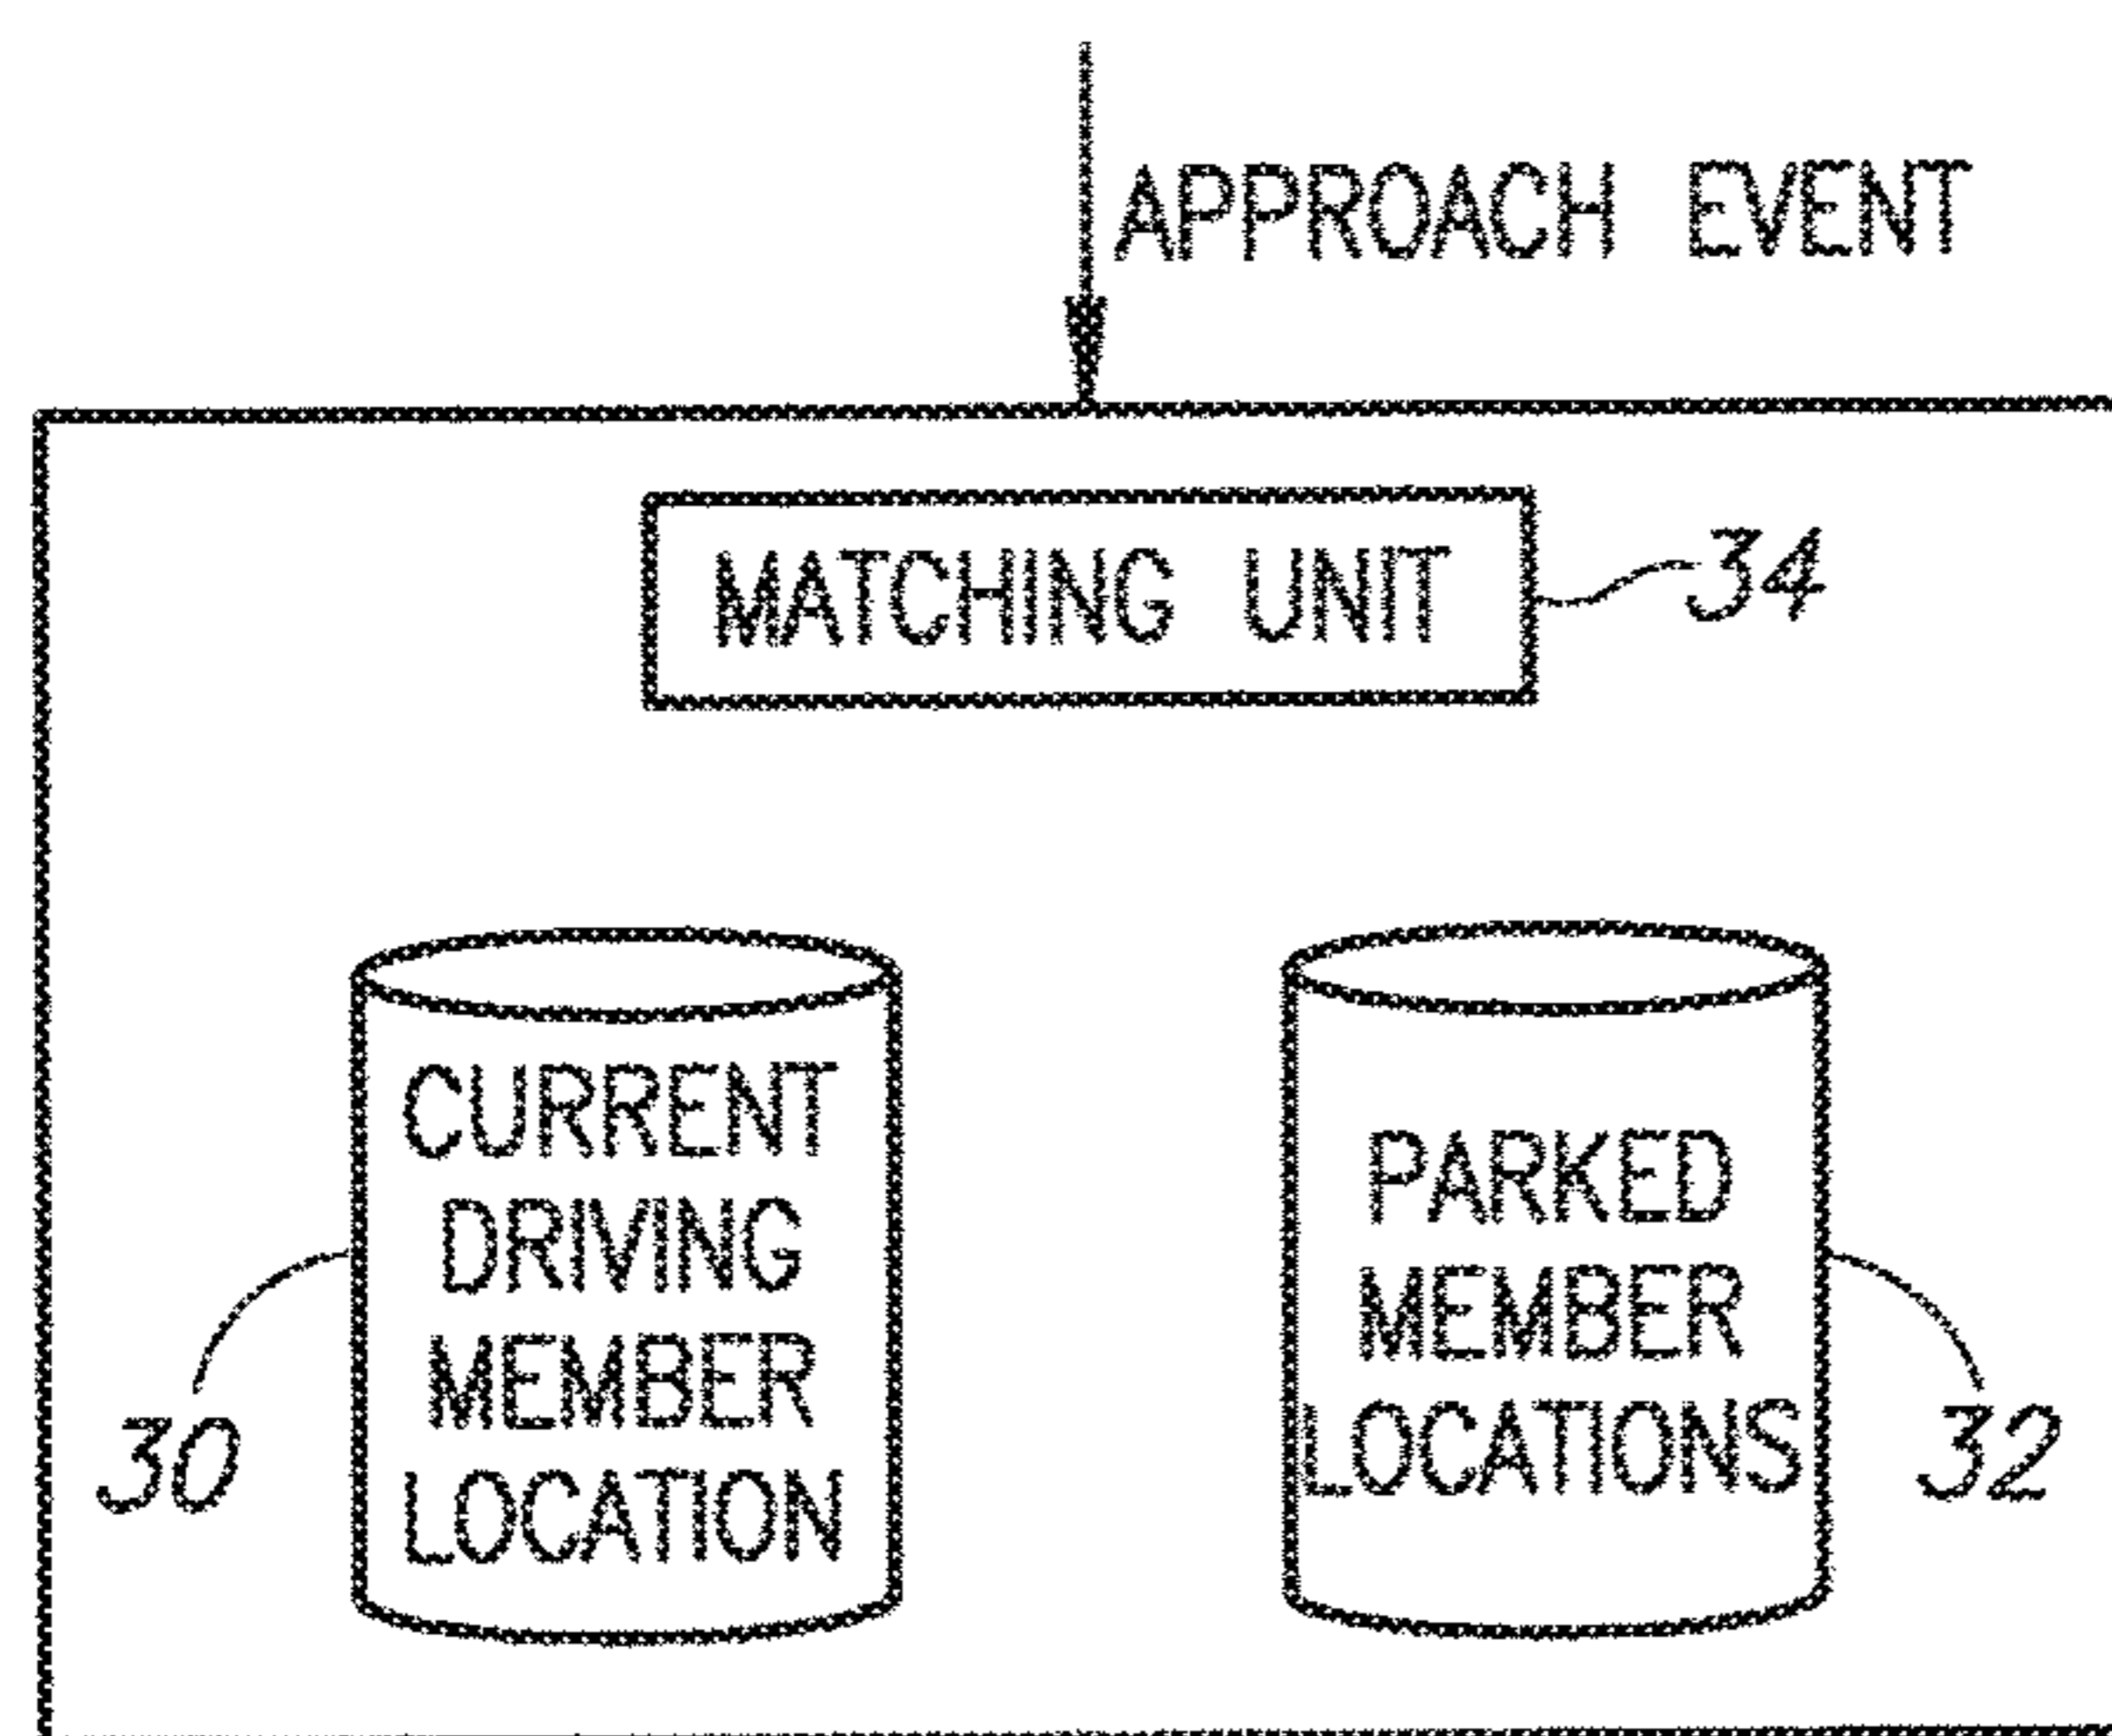 APPROACH EVENT
MATCHING UNIT
34
CURRENT
DRIVING
MEMBER
LOCATION
30
PARKED
MEMBER
LOCATIONS
32